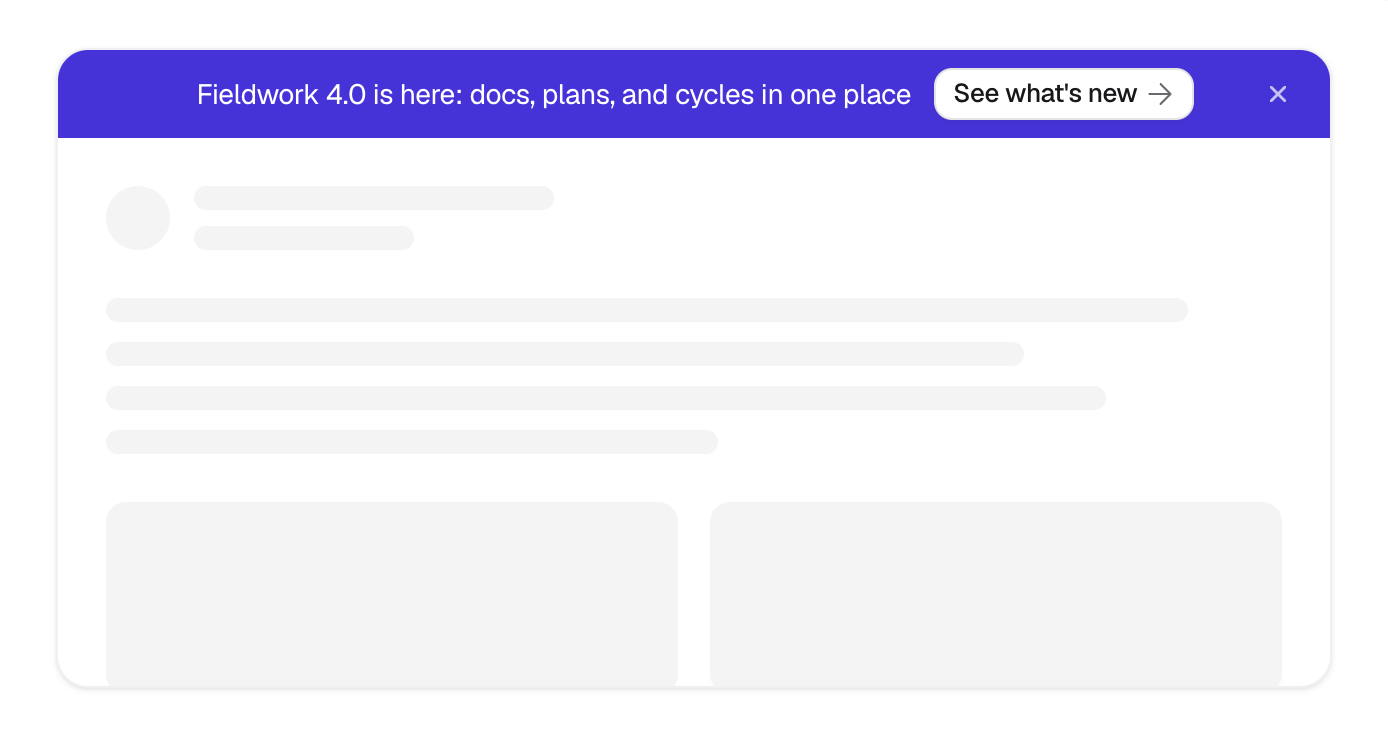 Fieldwork 4.0 is here: docs, plans, and cycles in one place
See what's new